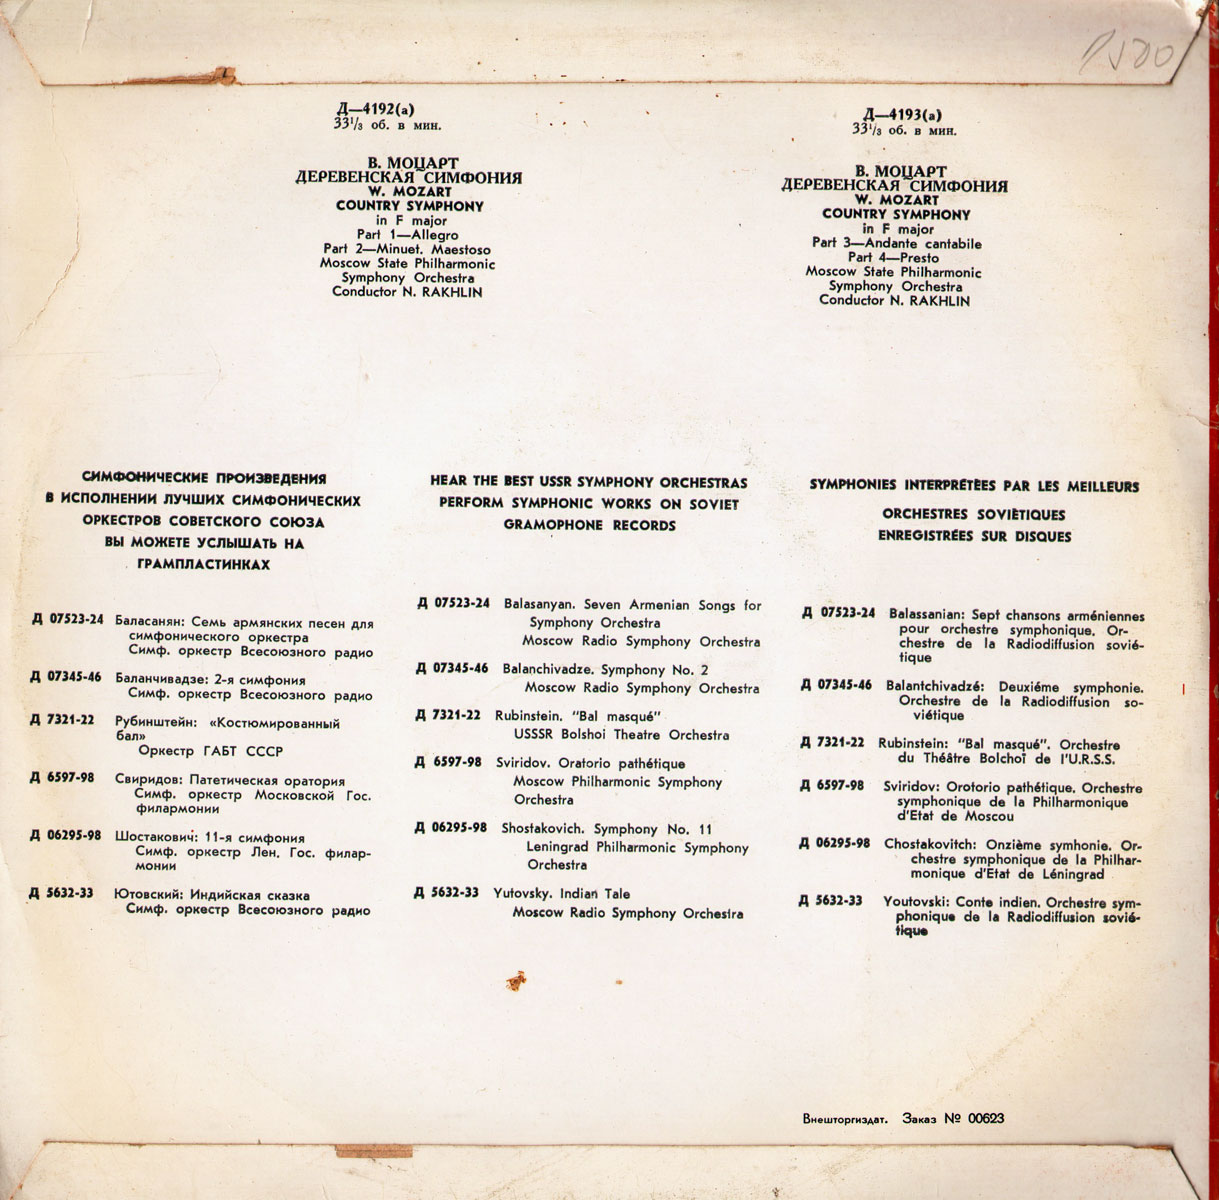 Д—4192(а)
33 1/3 об. в мин.
В. МОЦАРТ
ДЕРЕВЕНСКАЯ СИМФОНИЯ
W. MOZART
COUNTRY SYMPHONY
in F major
Part 1—Allegro
Part 2—Minuet. Maestoso
Moscow State Philharmonic
Symphony Orchestra
Conductor N. RAKHLIN
Д—4193(а)
33 1/3 об. в мин.
В. МОЦАРТ
ДЕРЕВЕНСКАЯ СИМФОНИЯ
W. MOZART
COUNTRY SYMPHONY
in F major
Part 3—Andante cantabile
Part 4—Presto
Moscow State Philharmonic
Symphony Orchestra
Conductor N. RAKHLIN
СИМФОНИЧЕСКИЕ ПРОИЗВЕДЕНИЯ
В ИСПОЛНЕНИИ ЛУЧШИХ СИМФОНИЧЕСКИХ
ОРКЕСТРОВ СОВЕТСКОГО СОЮЗА
ВЫ МОЖЕТЕ УСЛЫШАТЬ НА
ГРАМПЛАСТИНКАХ
Д 07523-24 Баласанян: Семь армянских песен для
симфонического оркестра
Симф. оркестр Всесоюзного радио
Д 07345-46 Баланчивадзе: 2-я симфония
Симф. оркестр Всесоюзного радио
Д 7321-22 Рубинштейн: «Костюмированный
бал»
Оркестр ГАБТ СССР
Д 6597-98 Свиридов: Патетическая оратория
Симф. оркестр Московской Гос.
филармонии
Д 06295-98 Шостакович: 11-я симфония
Симф. оркестр Лен. Гос. филар-
монии
Д 5632-33 Ютовский: Индийская сказка
Симф. оркестр Всесоюзного радио
HEAR THE BEST USSR SYMPHONY ORCHESTRAS
PERFORM SYMPHONIC WORKS ON SOVIET
GRAMOPHONE RECORDS
Д 07523-24 Balasanyan. Seven Armenian Songs for
Symphony Orchestra
Moscow Radio Symphony Orchestra
Д 07345-46 Balanchivadze. Symphony No. 2
Moscow Radio Symphony Orchestra
Д 7321-22 Rubinstein. "Bal masqué"
USSSR Bolshoi Theatre Orchestra
Д 6597-98 Sviridov. Oratorio pathétique
Moscow Philharmonic Symphony
Orchestra
Д 06295-98 Shostakovich. Symphony No. 11
Leningrad Philharmonic Symphony
Orchestra
Д 5632-33 Yutovsky. Indian Tale
Moscow Radio Symphony Orchestra
SYMPHONIES INTERPRÉTÉES PAR LES MEILLEURS
ORCHESTRES SOVIÉTIQUES
ENREGISTRÉES SUR DISQUES
Д 07523-24 Balassanian: Sept chansons arméniennes
pour orchestre symphonique. Or-
chestre de la Radiodiffusion sovié-
tique
Д 07345-46 Balantchivadzé: Deuxiéme symphonie.
Orchestre de la Radiodiffusion so-
viétique
Д 7321-22 Rubinstein: "Bal masqué". Orchestre
du Théâtre Bolchoï de l'U.R.S.S.
Д 6597-98 Sviridov: Orotorio pathétique. Orchestre
symphonique de la Philharmonique
d'Etat de Moscou
Д 06295-98 Chostakovitch: Onzième symhonie. Or-
chestre symphonique de la Philhar-
monique d'Etat de Léningrad
Д 5632-33 Youtovski: Conte indien. Orchestre sym-
phonique de la Radiodiffusion sovié-
tique
Внешторгиздат. Заказ № 00623